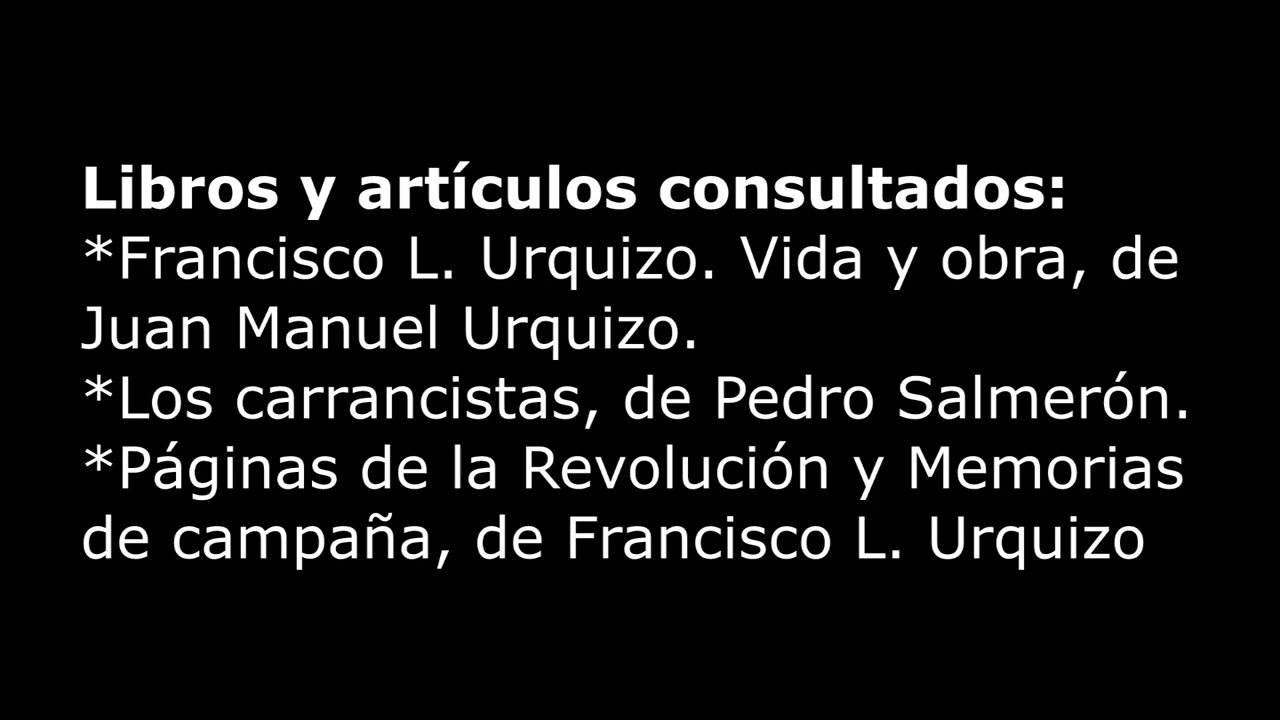 Libros y artículos consultados:
*Francisco L. Urquizo. Vida y obra, de
Juan Manuel Urquizo.
*Los carrancistas, de Pedro Salmerón.
*Páginas de la Revolución y Memorias
de campaña, de Francisco L. Urquizo